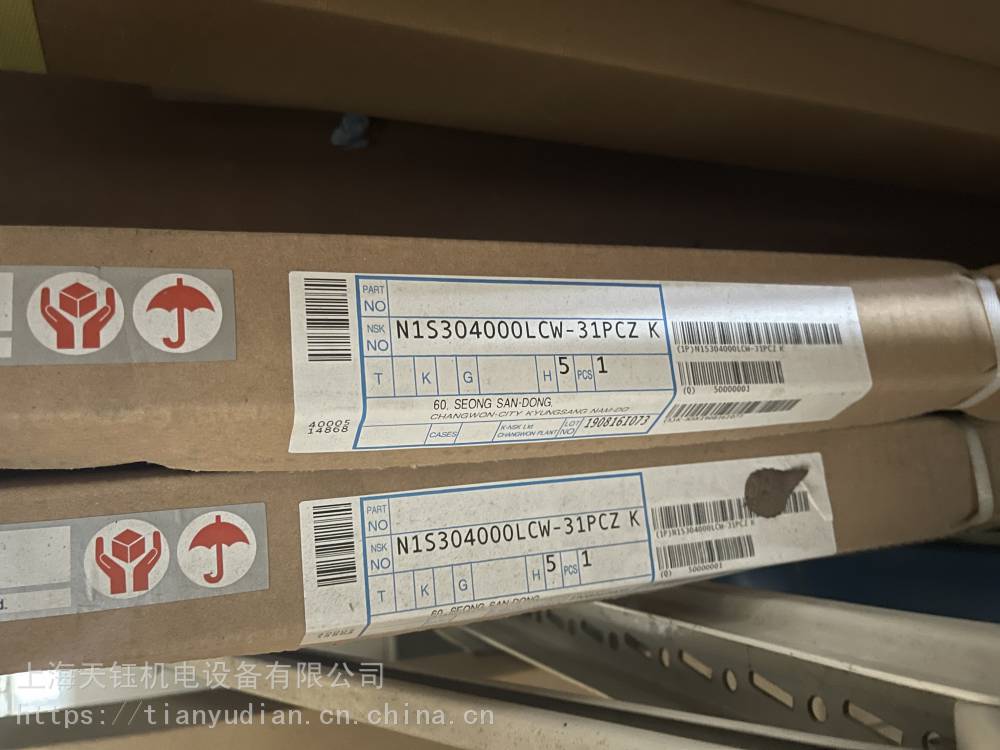 PART
NO
NSK
NO
N1S304000LCW-31PCZ K
T K G H 5 PCS 1
60, SEONG SAN-DONG,
CHANGWON-CITY KYUNGSANG NAM-DO
CASES K-NSK Ltd. CHANGWON PLANT LOT NO 1908161073
40005
14868
(1P)N1S304000LCW-31PCZ K
(Q) 50000001
PART
NO
NSK
NO
N1S304000LCW-31PCZ K
T K G H 5 PCS 1
60, SEONG SAN-DONG,
(1P)N1S304000LCW-31PCZ K
(Q) 50000001
d.
上海天钰机电设备有限公司
https://tianyudian.cn.china.cn